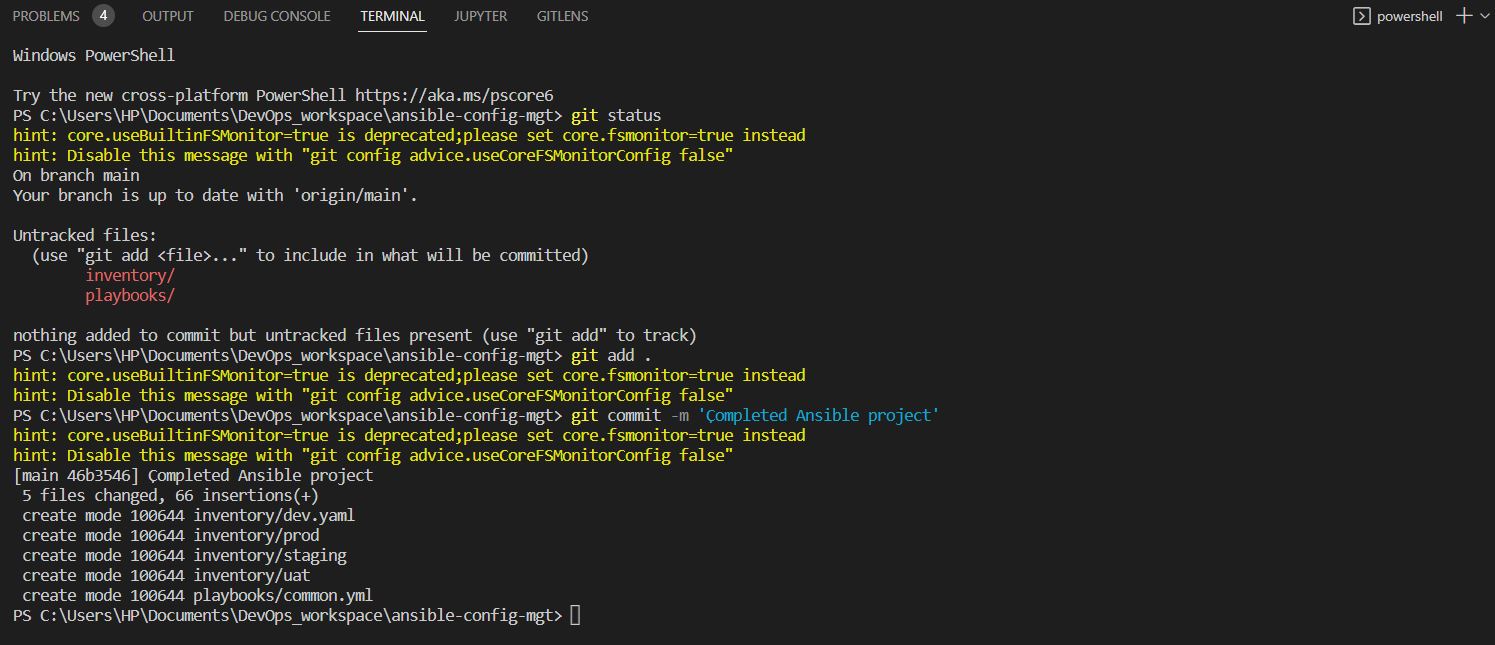 PROBLEMS 4 OUTPUT DEBUG CONSOLE TERMINAL JUPYTER GITLENS powershell
Windows PowerShell
Try the new cross-platform PowerShell https://aka.ms/pscore6
PS C:\Users\HP\Documents\DevOps_workspace\ansible-config-mgt> git status
hint: core.useBuiltinFSMonitor=true is deprecated;please set core.fsmonitor=true instead
hint: Disable this message with "git config advice.useCoreFSMonitorConfig false"
On branch main
Your branch is up to date with 'origin/main'.
Untracked files:
  (use "git add <file>..." to include in what will be committed)
        inventory/
        playbooks/
nothing added to commit but untracked files present (use "git add" to track)
PS C:\Users\HP\Documents\DevOps_workspace\ansible-config-mgt> git add .
hint: core.useBuiltinFSMonitor=true is deprecated;please set core.fsmonitor=true instead
hint: Disable this message with "git config advice.useCoreFSMonitorConfig false"
PS C:\Users\HP\Documents\DevOps_workspace\ansible-config-mgt> git commit -m 'Çompleted Ansible project'
hint: core.useBuiltinFSMonitor=true is deprecated;please set core.fsmonitor=true instead
hint: Disable this message with "git config advice.useCoreFSMonitorConfig false"
[main 46b3546] Çompleted Ansible project
 5 files changed, 66 insertions(+)
 create mode 100644 inventory/dev.yaml
 create mode 100644 inventory/prod
 create mode 100644 inventory/staging
 create mode 100644 inventory/uat
 create mode 100644 playbooks/common.yml
PS C:\Users\HP\Documents\DevOps_workspace\ansible-config-mgt>